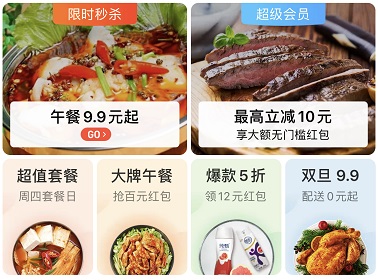 限时秒杀
超级会员
午餐 9.9元起
GO
最高立减10元
享大额无门槛红包
超值套餐
周四套餐日
大牌午餐
抢百元红包
爆款5折
领12元红包
双旦 9.9
配送0元起